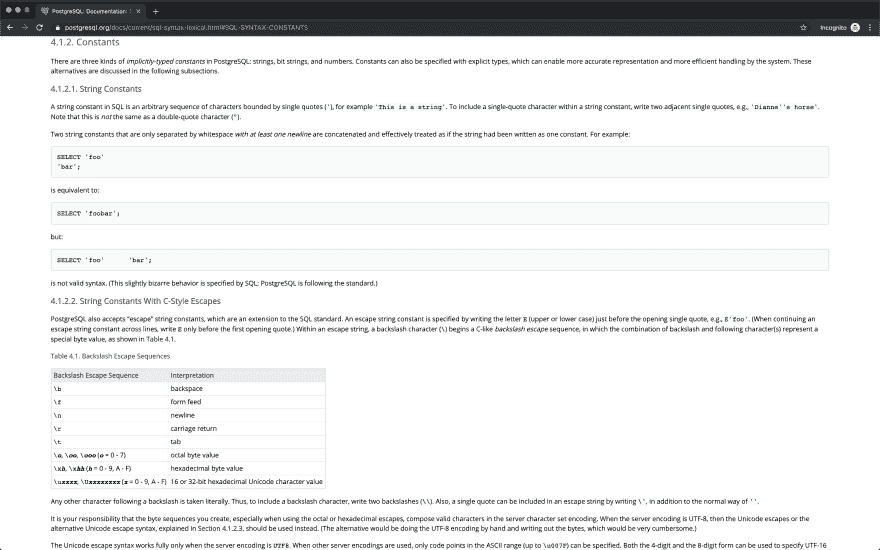 PostgreSQL: Documentation: 1
postgresql.org/docs/current/sql-syntax-lexical.html#SQL-SYNTAX-CONSTANTS
Incognito
4.1.2. Constants
There are three kinds of implicitly-typed constants in PostgreSQL: strings, bit strings, and numbers. Constants can also be specified with explicit types, which can enable more accurate representation and more efficient handling by the system. These
alternatives are discussed in the following subsections.
4.1.2.1. String Constants
A string constant in SQL is an arbitrary sequence of characters bounded by single quotes ('), for example 'This is a string'. To include a single-quote character within a string constant, write two adjacent single quotes, e.g., 'Dianne''s horse'.
Note that this is not the same as a double-quote character (").
Two string constants that are only separated by whitespace with at least one newline are concatenated and effectively treated as if the string had been written as one constant. For example:
SELECT 'foo'
'bar';
is equivalent to:
SELECT 'foobar';
but:
SELECT 'foo'      'bar';
is not valid syntax. (This slightly bizarre behavior is specified by SQL; PostgreSQL is following the standard.)
4.1.2.2. String Constants With C-Style Escapes
PostgreSQL also accepts "escape" string constants, which are an extension to the SQL standard. An escape string constant is specified by writing the letter E (upper or lower case) just before the opening single quote, e.g., E'foo'. (When continuing an
escape string constant across lines, write E only before the first opening quote.) Within an escape string, a backslash character (\) begins a C-like backslash escape sequence, in which the combination of backslash and following character(s) represent a
special byte value, as shown in Table 4.1.
Table 4.1. Backslash Escape Sequences
Backslash Escape Sequence Interpretation
\b backspace
\f form feed
\n newline
\r carriage return
\t tab
\o, \oo, \ooo (o = 0 - 7) octal byte value
\xh, \xhh (h = 0 - 9, A - F) hexadecimal byte value
\uxxxx, \Uxxxxxxxx (x = 0 - 9, A - F) 16 or 32-bit hexadecimal Unicode character value
Any other character following a backslash is taken literally. Thus, to include a backslash character, write two backslashes (\\). Also, a single quote can be included in an escape string by writing \', in addition to the normal way of ''.
It is your responsibility that the byte sequences you create, especially when using the octal or hexadecimal escapes, compose valid characters in the server character set encoding. When the server encoding is UTF-8, then the Unicode escapes or the
alternative Unicode escape syntax, explained in Section 4.1.2.3, should be used instead. (The alternative would be doing the UTF-8 encoding by hand and writing out the bytes, which would be very cumbersome.)
The Unicode escape syntax works fully only when the server encoding is UTF8. When other server encodings are used, only code points in the ASCII range (up to \u007F) can be specified. Both the 4-digit and the 8-digit form can be used to specify UTF-16